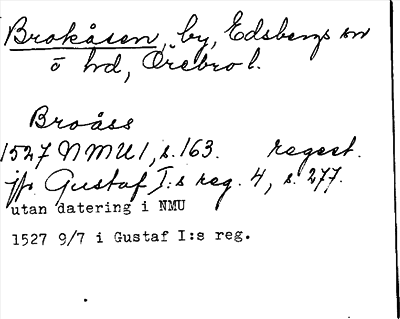 Brokåsen, by, Edsbergs sn
o hd, Örebro l.
Broåss
1527 NMU 1, s. 163. regest.
jfr Gustaf I:s reg. 4, s. 277.
utan datering i NMU
1527 9/7 i Gustaf I:s reg.